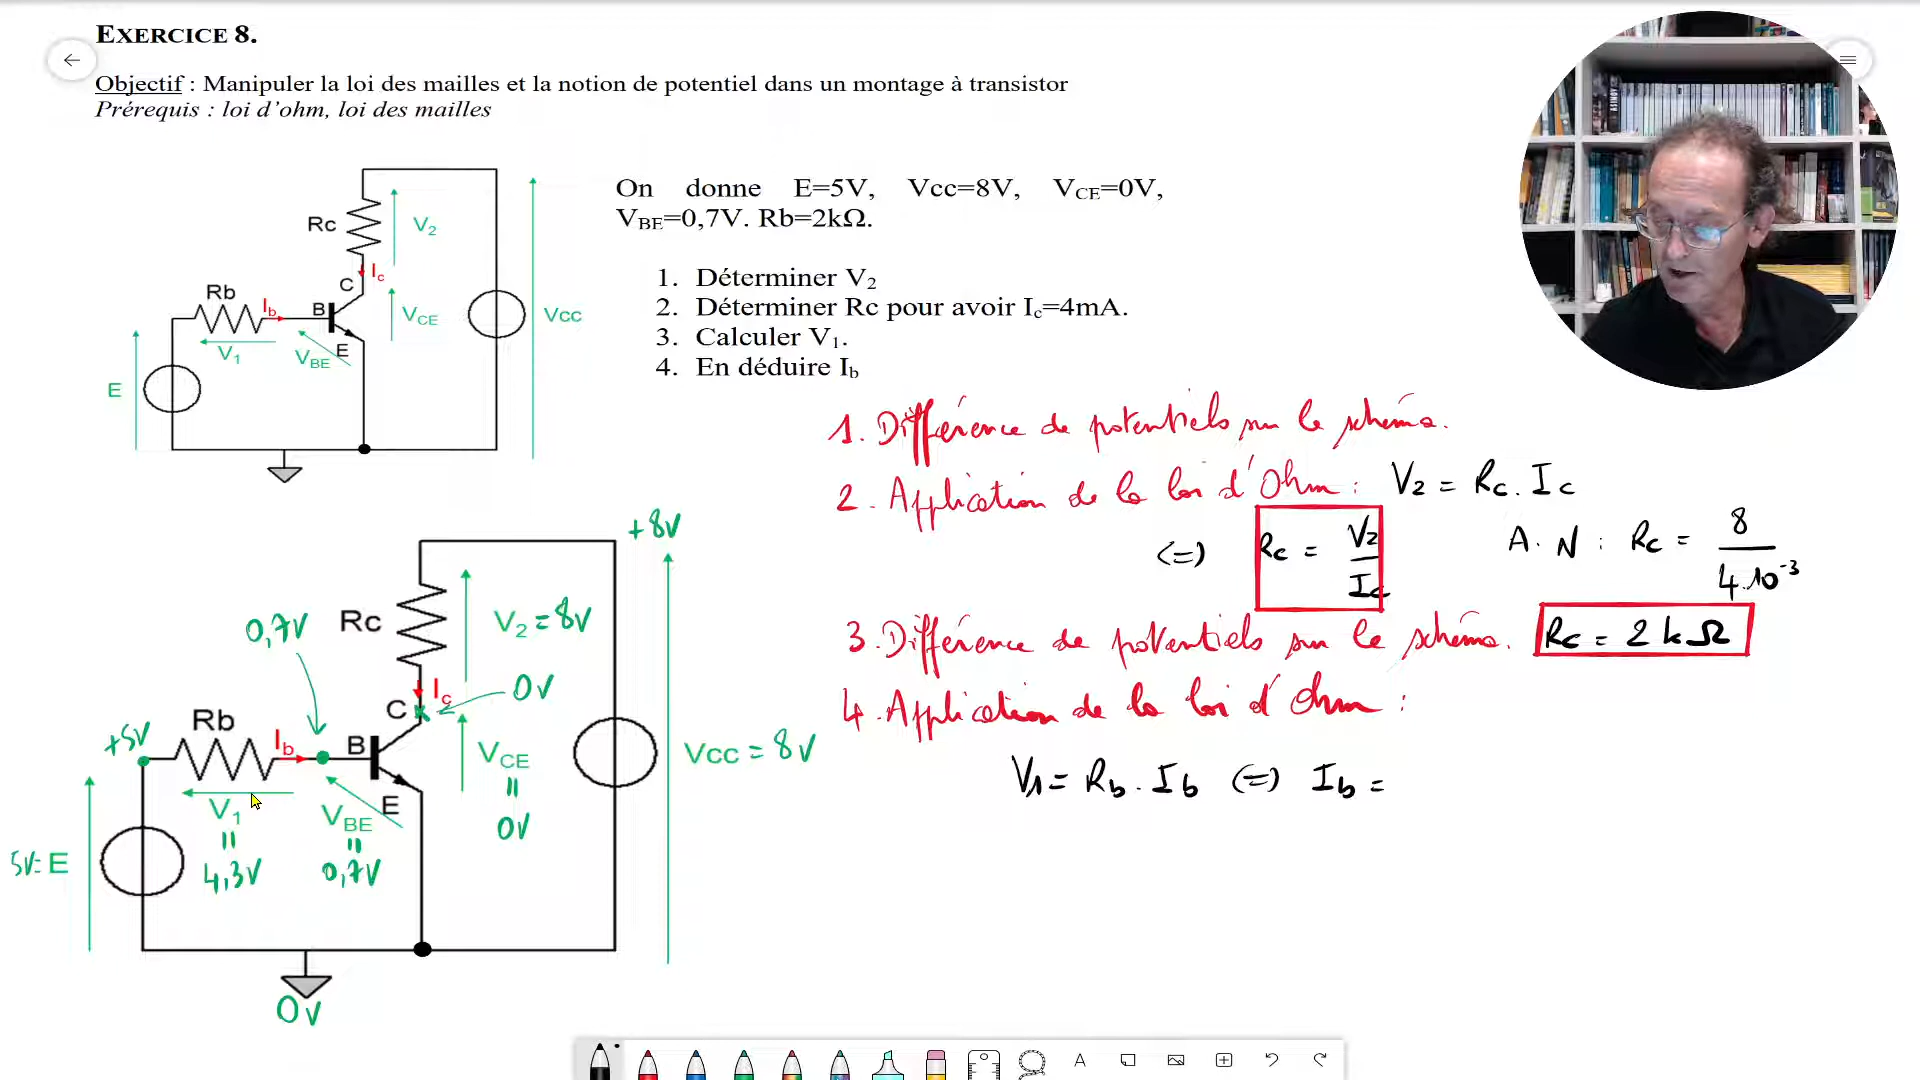 EXERCICE 8.
Objectif : Manipuler la loi des mailles et la notion de potentiel dans un montage à transistor
Prérequis : loi d'ohm, loi des mailles
On donne E=5V, Vcc=8V, VCE=0V,
VBE=0,7V. Rb=2kΩ.
1. Déterminer V2
2. Déterminer Rc pour avoir Ic=4mA.
3. Calculer V1.
4. En déduire Ib
Rc
V2
Ic
C
Rb
Ib
B
VCE
Vcc
V1
VBE
E
E
1. Différence de potentiels sur le schéma.
2. Application de la loi d'Ohm : V2 = Rc . Ic
(=) Rc = V2 / Ic
A.N : Rc = 8 / 4.10⁻³
3. Différence de potentiels sur le schéma. Rc = 2 kΩ
4. Application de la loi d'Ohm :
V1 = Rb . Ib (=) Ib =
+8V
0,7V
Rc
V2 = 8V
Ic
0V
C
+5V
Rb
Ib
B
VCE
=
0V
Vcc = 8V
V1
=
4,3V
VBE
=
0,7V
E
5V= E
0V
A